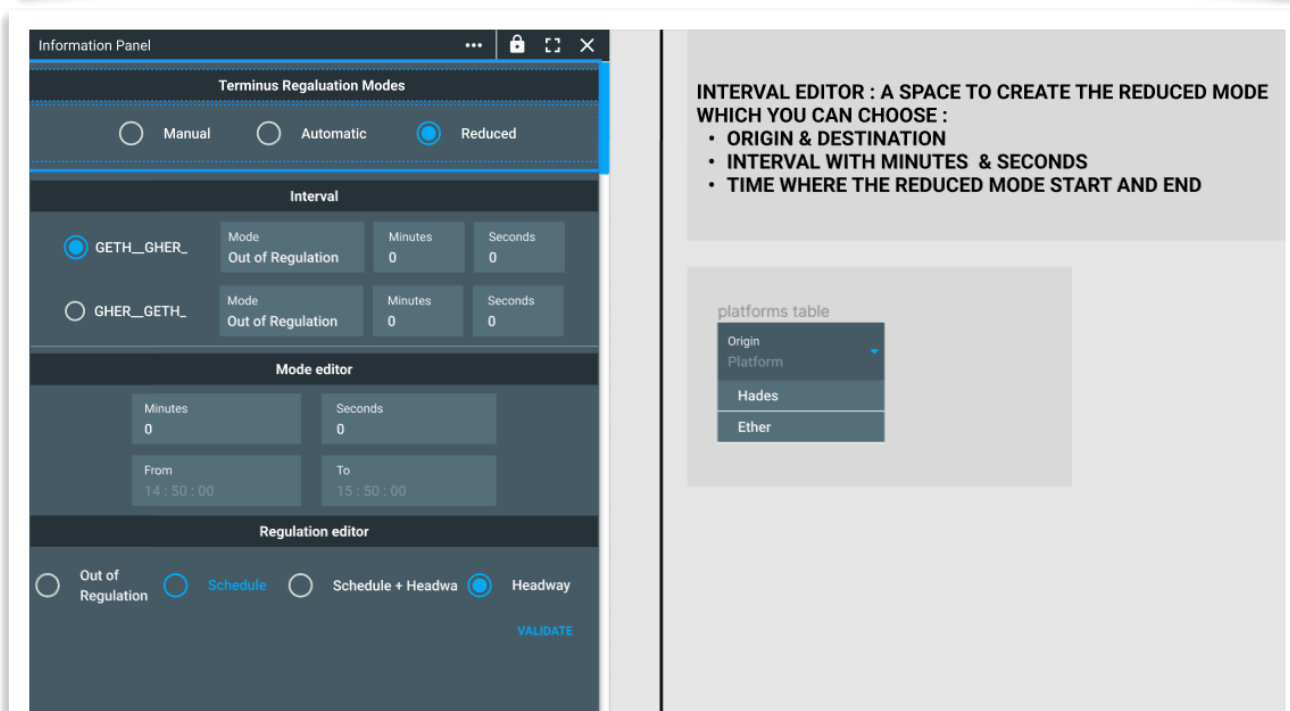 Information Panel
Terminus Regaluation Modes
Manual Automatic Reduced
Interval
GETH__GHER_ Mode Minutes Seconds
Out of Regulation 0 0
GHER__GETH_ Mode Minutes Seconds
Out of Regulation 0 0
Mode editor
Minutes Seconds
0 0
From To
14 : 50 : 00 15 : 50 : 00
Regulation editor
Out of
Regulation Schedule Schedule + Headwa Headway
VALIDATE
INTERVAL EDITOR : A SPACE TO CREATE THE REDUCED MODE
WHICH YOU CAN CHOOSE :
• ORIGIN & DESTINATION
• INTERVAL WITH MINUTES & SECONDS
• TIME WHERE THE REDUCED MODE START AND END
platforms table
Origin
Platform
Hades
Ether